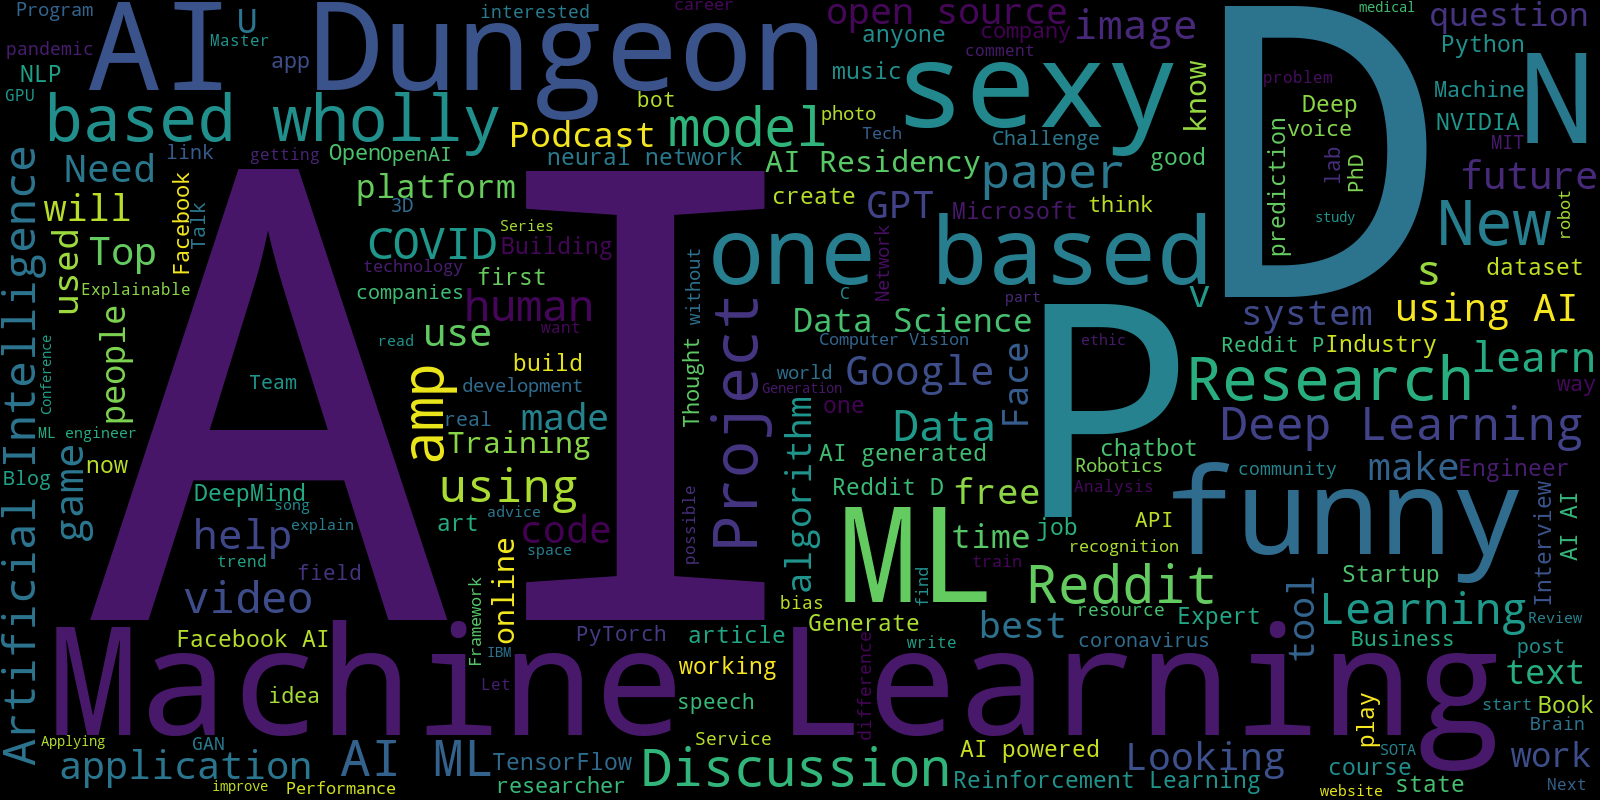 Program
AI Dungeon
U
Master
interested
career
open source
anyone
company
comment
image
medical
question
Python
pandemic
NLP
GPU
app
bot
music
sexy
know
D
problem
Deep
voice
Machine
N
NVIDIA
MIT
based wholly
Podcast
model
photo
Tech
Challenge
good
prediction
lab
PhD
study
future
Need
link
getting
Open
OpenAI
neural network
AI Residency
paper
platform
3D
create
GPT
Microsoft
think
New
robot
Artificial Intelligence
will
used
Top
Facebook
Talk
COVID
Series
Building
technology
first
one based
Network
s
dataset
Explainable
companies
human
without
C
part
v
system
using AI
people
AI
read
use
want
Project
Data Science
Computer Vision
ethic
P
Reddit P
Industry
learn
Conference
Team
amp
build
development
Thought
world
Generation
Google
Face
Research
way
ML engineer
real
made
one
Data
Deep Learning
game
now
Training
algorithm
AI generated
chatbot
Robotics
Analysis
community
make
Engineer
Blog
DeepMind
song
explain
using
advice
possible
Reddit D
free
funny
Interview
AI AI
help
art
code
space
ML
time
job
API
recognition
trend
field
online
find
train
Startup
video
Framework
bias
Reddit
resource
Expert
tool
Learning
Review
Facebook AI
IBM
PyTorch
article
Generate
write
best
coronavirus
Business
post
Machine Learning
idea
Let
working
speech
difference
play
text
start
Book
Brain
Applying
GAN
Service
application
AI ML
TensorFlow
Discussion
AI powered
Looking
SOTA
work
improve
Performance
researcher
Reinforcement Learning
course
state
website
Next